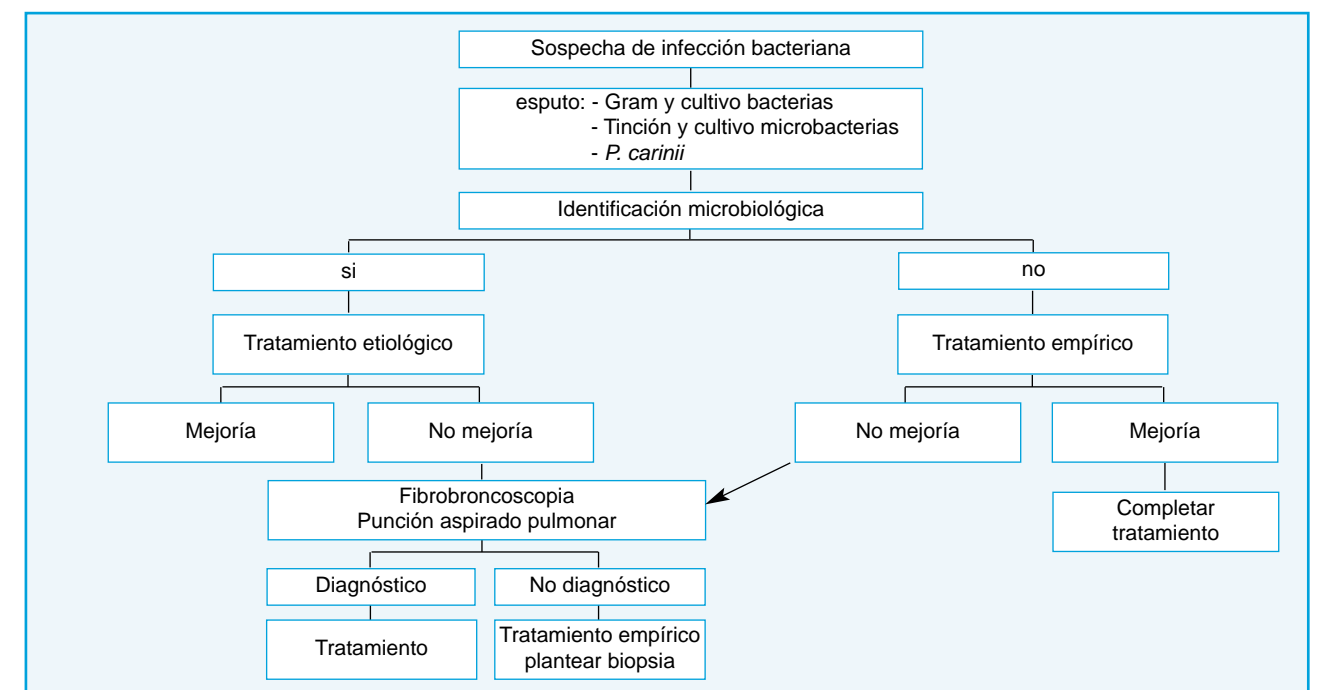 Sospecha de infección bacteriana
esputo: - Gram y cultivo bacterias
- Tinción y cultivo microbacterias
- P. carinii
Identificación microbiológica
si
no
Tratamiento etiológico
Tratamiento empírico
Mejoría
No mejoría
No mejoría
Mejoría
Fibrobroncoscopia
Punción aspirado pulmonar
Completar
tratamiento
Diagnóstico
No diagnóstico
Tratamiento
Tratamiento empírico
plantear biopsia